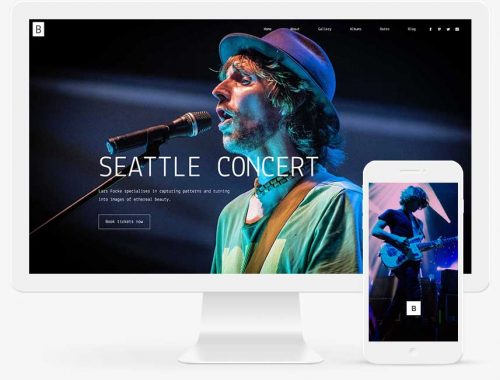 B
Home About Gallery Albums Dates Blog
SEATTLE CONCERT
Lars Focke specialises in capturing patterns and turning
into images of ethereal beauty.
Book tickets now
B